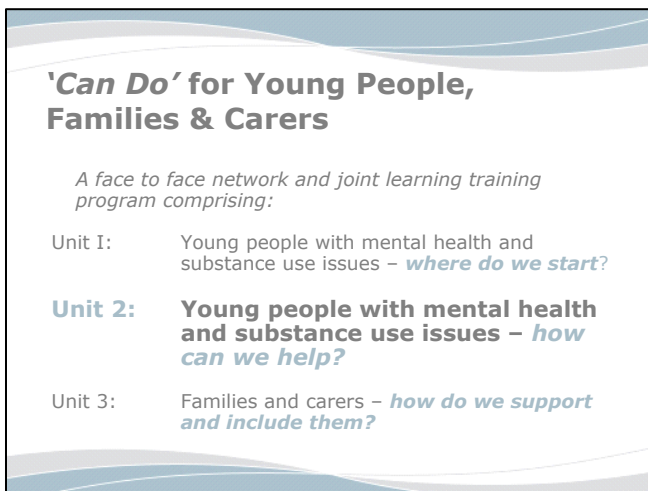 ‘Can Do’ for Young People,
Families & Carers
A face to face network and joint learning training
program comprising:
Unit I: Young people with mental health and
substance use issues – where do we start?
Unit 2: Young people with mental health
and substance use issues – how
can we help?
Unit 3: Families and carers – how do we support
and include them?